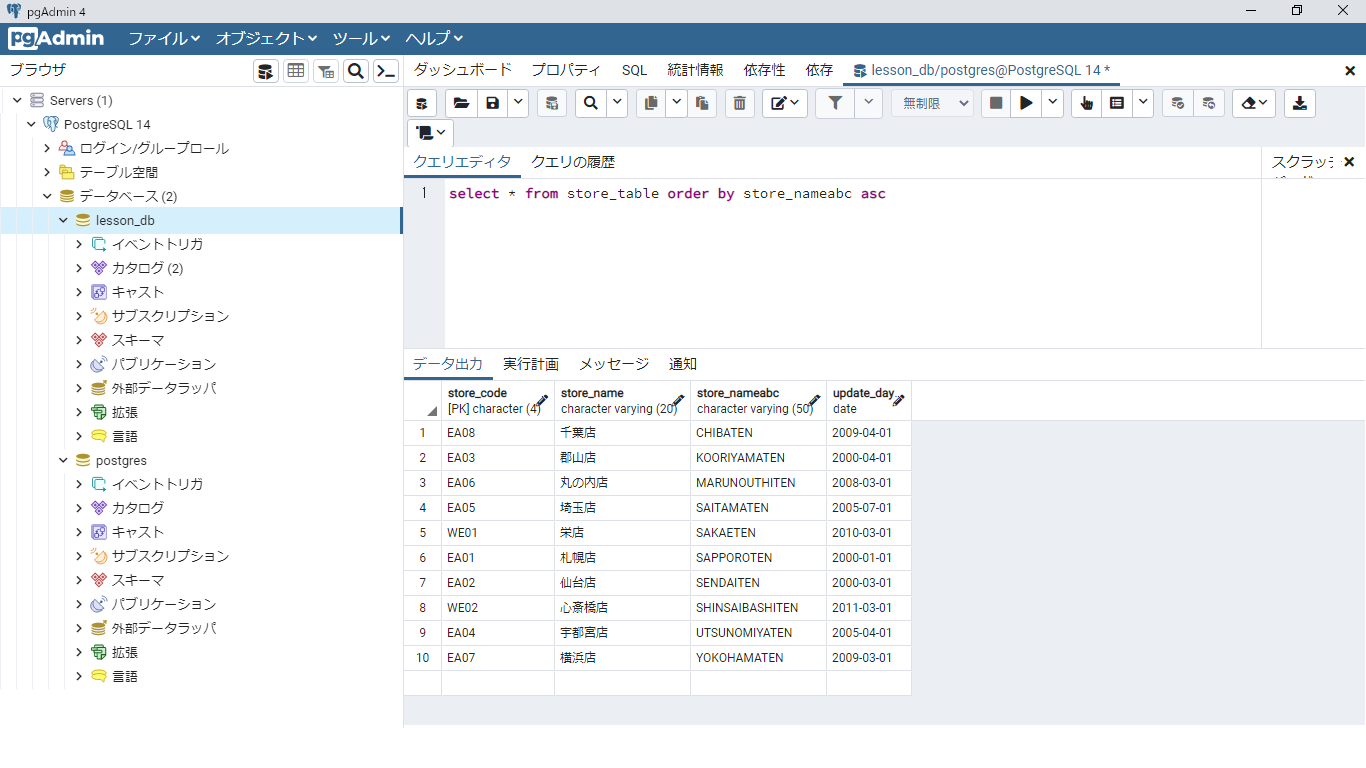 pgAdmin 4
pgAdmin ファイル オブジェクト ツール ヘルプ
ブラウザ
ダッシュボード プロパティ SQL 統計情報 依存性 依存 lesson_db/postgres@PostgreSQL 14 *
無制限
Servers (1)
PostgreSQL 14
ログイン/グループロール
テーブル空間
データベース (2)
lesson_db
イベントトリガ
カタログ (2)
キャスト
サブスクリプション
スキーマ
パブリケーション
外部データラッパ
拡張
言語
postgres
イベントトリガ
カタログ
キャスト
サブスクリプション
スキーマ
パブリケーション
外部データラッパ
拡張
言語
クエリエディタ クエリの履歴
スクラッチ
1 select * from store_table order by store_nameabc asc
データ出力 実行計画 メッセージ 通知
store_code store_name store_nameabc update_day
[PK] character (4) character varying (20) character varying (50) date
1 EA08 千葉店 CHIBATEN 2009-04-01
2 EA03 郡山店 KOORIYAMATEN 2000-04-01
3 EA06 丸の内店 MARUNOUTHITEN 2008-03-01
4 EA05 埼玉店 SAITAMATEN 2005-07-01
5 WE01 栄店 SAKAETEN 2010-03-01
6 EA01 札幌店 SAPPOROTEN 2000-01-01
7 EA02 仙台店 SENDAITEN 2000-03-01
8 WE02 心斎橋店 SHINSAIBASHITEN 2011-03-01
9 EA04 宇都宮店 UTSUNOMIYATEN 2005-04-01
10 EA07 横浜店 YOKOHAMATEN 2009-03-01